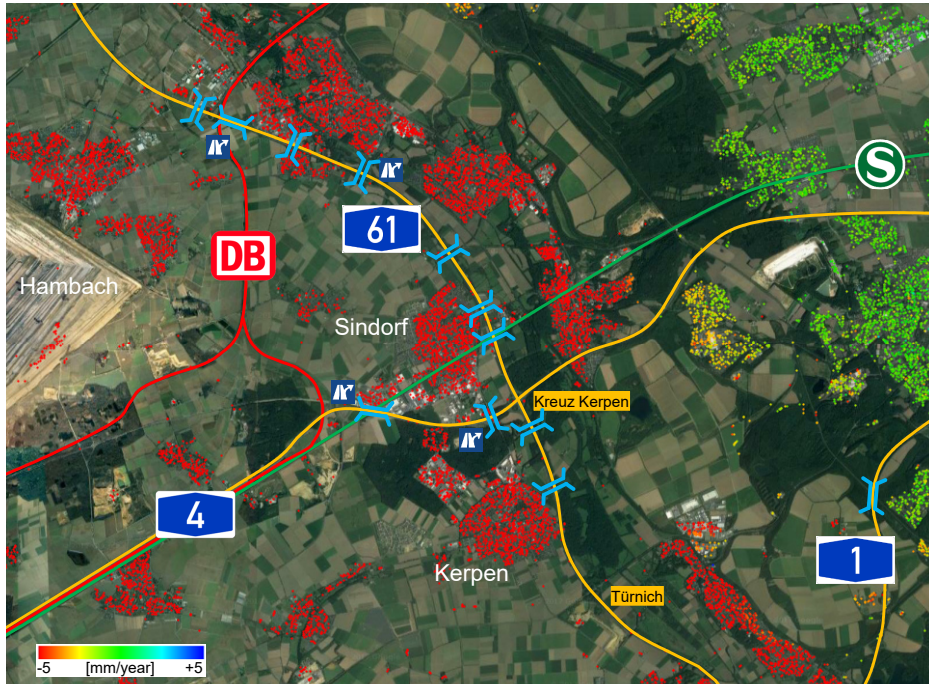 S
61
DB
Hambach
Sindorf
Kreuz Kerpen
4
Kerpen
1
Türnich
-5 [mm/year] +5